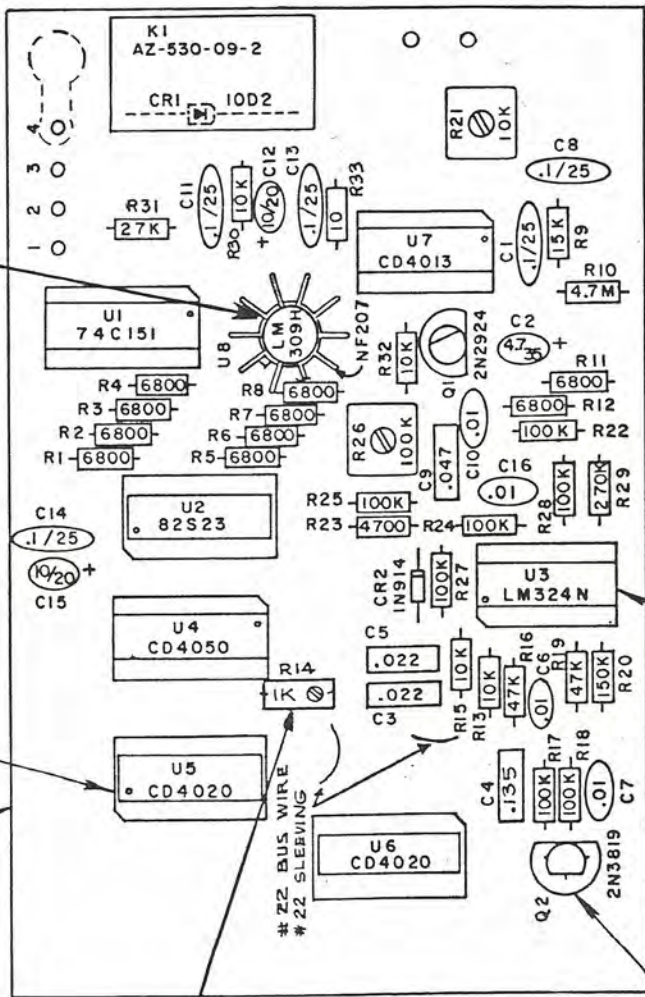 K1
AZ-530-09-2
CR1 10D2
4
3
2
1
R21
10K
C8
.1/25
R31
27K
C11
.1/25
R30
10K
C12
10/20
+
C13
.1/25
R33
10
U7
CD4013
C1
.1/25
R9
15K
R10
4.7M
U1
74C151
U8
LM
309H
NF207
R32
10K
Q1
2N2924
C2
4.7
35
+
R4 6800
R3 6800
R2 6800
R1 6800
R8 6800
R7 6800
R6 6800
R5 6800
R11
6800
6800 R12
100K R22
R26
100K
C9
.047
C10
.01
C16
.01
R28
100K
R29
270K
R25 100K
R23 4700
R24 100K
U2
82S23
C14
.1/25
10/20 +
C15
CR2
1N914
R27
100K
U3
LM324N
U4
CD4050
R14
1K
C5
.022
.022
C3
R15
10K
R13
10K
R16
47K
C6
.01
R19
47K
R20
150K
U5
CD4020
#22 BUS WIRE
#22 SLEEVING
U6
CD4020
C4
.135
R17
100K
R18
100K
C7
.01
Q2
2N3819